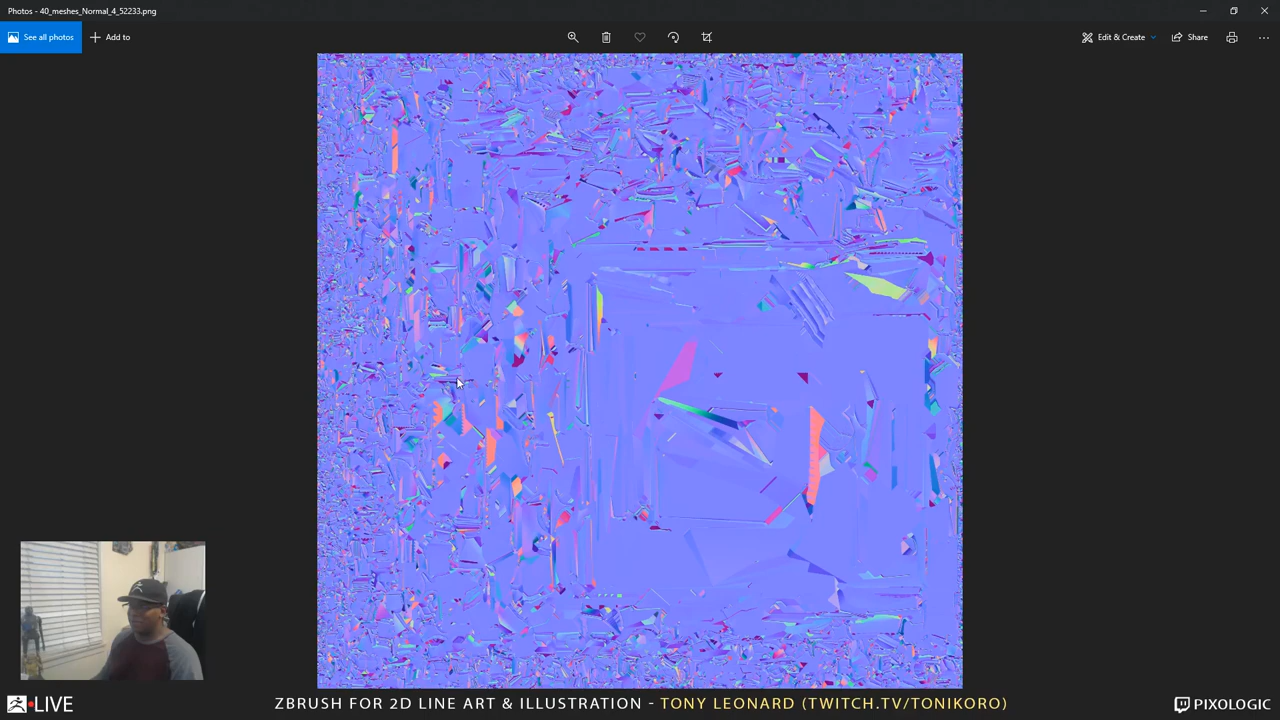 Photos - 40_meshes_Normal_4_52233.png
See all photos
Add to
Edit & Create
Share
LIVE
ZBRUSH FOR 2D LINE ART & ILLUSTRATION - TONY LEONARD (TWITCH.TV/TONIKORO)
PIXOLOGIC